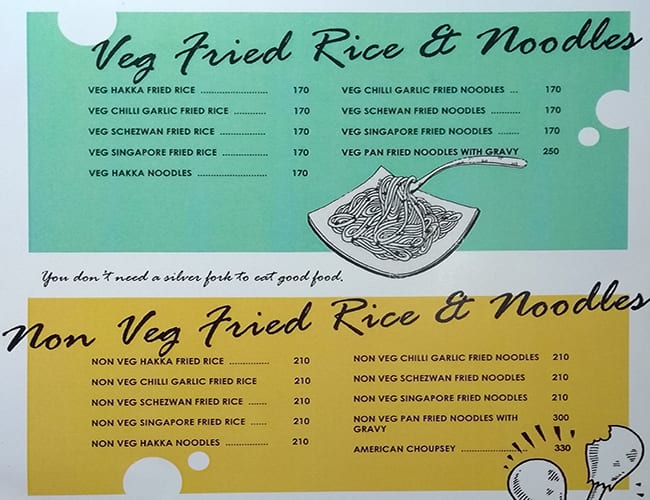 Veg Fried Rice & Noodles
VEG HAKKA FRIED RICE ......................... 170
VEG CHILLI GARLIC FRIED RICE ............ 170
VEG SCHEZWAN FRIED RICE ................. 170
VEG SINGAPORE FRIED RICE ................. 170
VEG HAKKA NOODLES .......................... 170
VEG CHILLI GARLIC FRIED NOODLES ... 170
VEG SCHEWAN FRIED NOODLES ............ 170
VEG SINGAPORE FRIED NOODLES ........ 170
VEG PAN FRIED NOODLES WITH GRAVY 250
You don't need a silver fork to eat good food.
Non Veg Fried Rice & Noodles
NON VEG HAKKA FRIED RICE ............... 210
NON VEG CHILLI GARLIC FRIED RICE 210
NON VEG SCHEZWAN FRIED RICE ....... 210
NON VEG SINGAPORE FRIED RICE ...... 210
NON VEG HAKKA NOODLES ................ 210
NON VEG CHILLI GARLIC FRIED NOODLES 210
NON VEG SCHEZWAN FRIED NOODLES 210
NON VEG SINGAPORE FRIED NOODLES 210
NON VEG PAN FRIED NOODLES WITH 300
GRAVY
AMERICAN CHOUPSEY ......................... 330